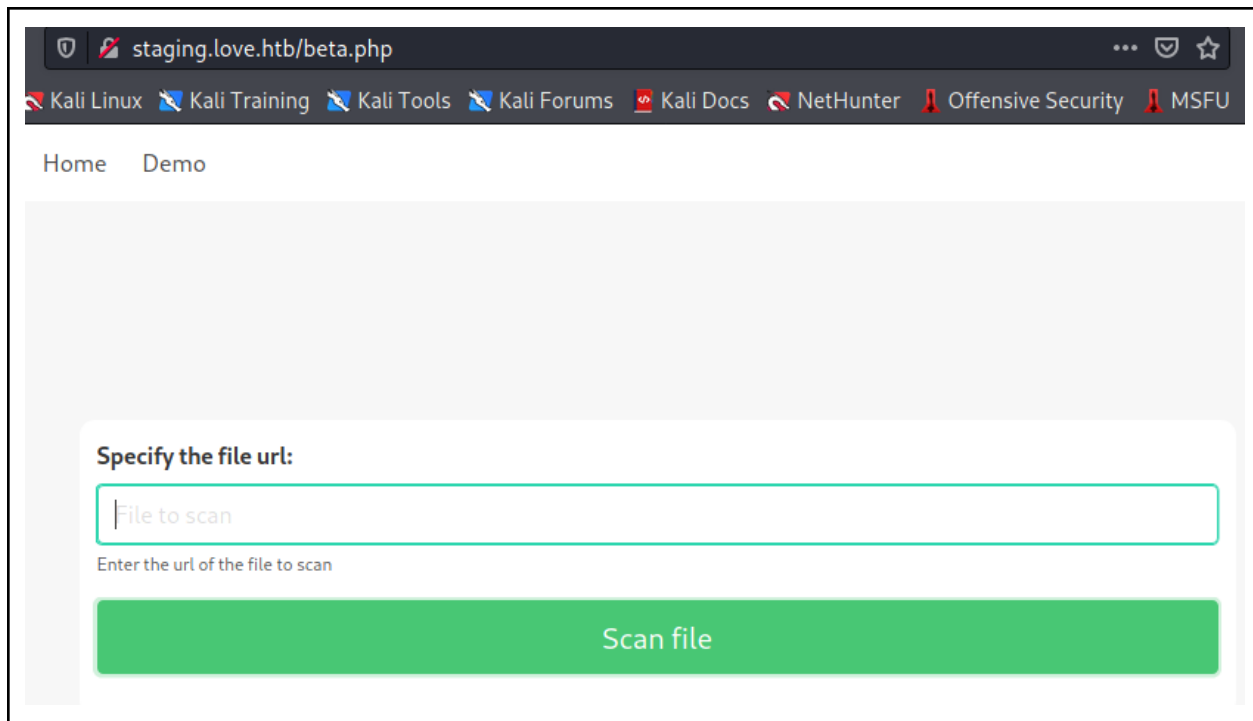 staging.love.htb/beta.php
Kali Linux Kali Training Kali Tools Kali Forums Kali Docs NetHunter Offensive Security MSFU
Home Demo
Specify the file url:
File to scan
Enter the url of the file to scan
Scan file